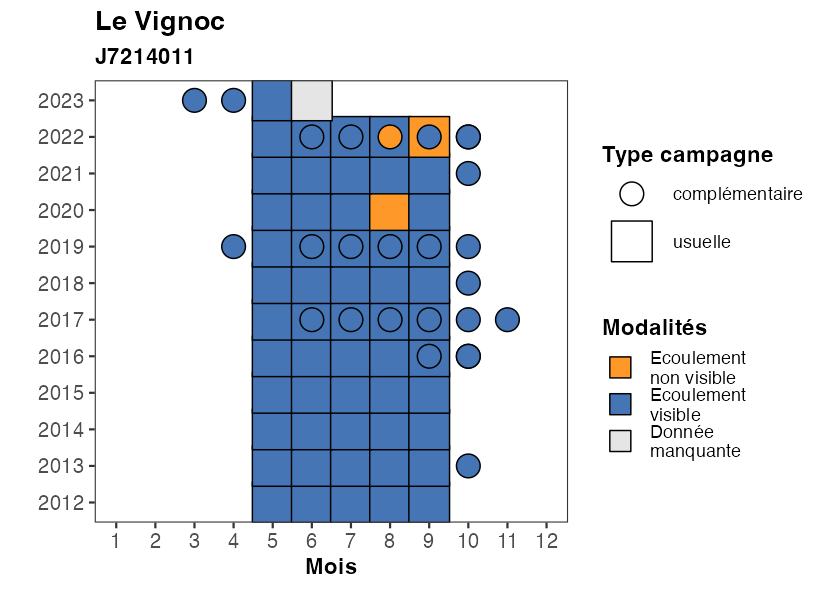 Le Vignoc
J7214011
2023
2022
2021
2020
2019
2018
2017
2016
2015
2014
2013
2012
1 2 3 4 5 6 7 8 9 10 11 12
Mois
Type campagne
complémentaire
usuelle
Modalités
Ecoulement
non visible
Ecoulement
visible
Donnée
manquante